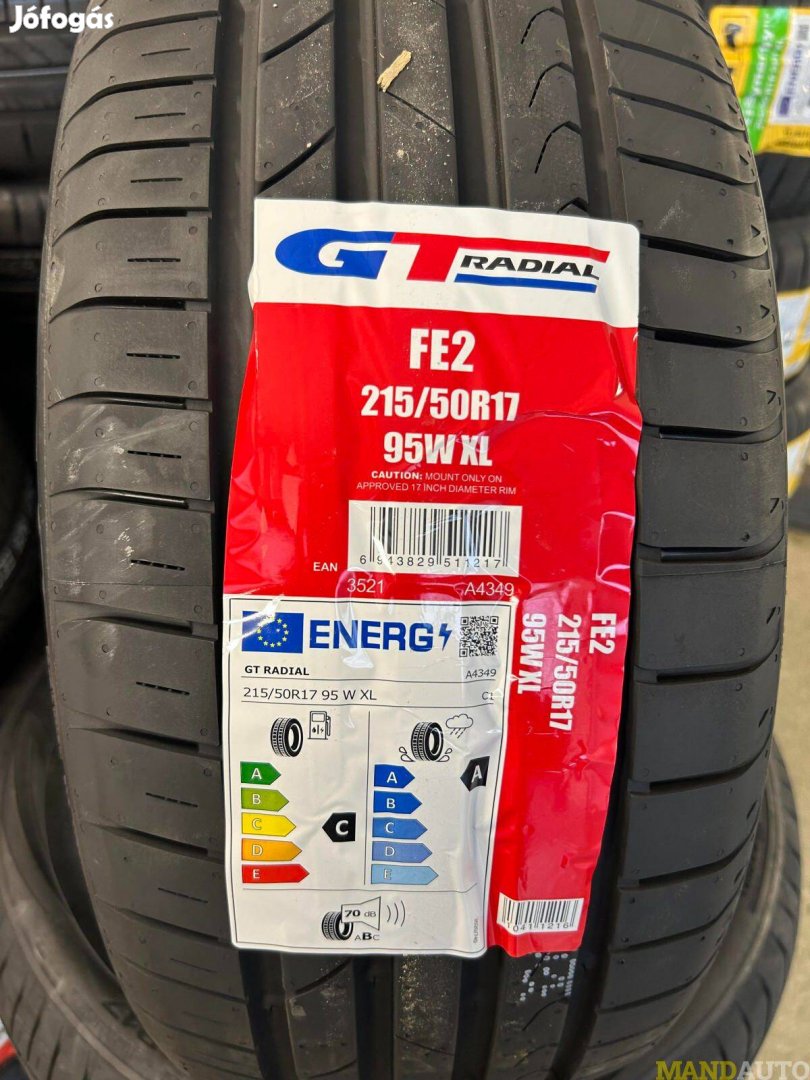 Jófogás
GT RADIAL
FE2
215/50R17
95W XL
CAUTION: MOUNT ONLY ON
APPROVED 17 INCH DIAMETER RIM
6 943829 511217
EAN
3521 A4349
ENERG
GT RADIAL A4349
215/50R17 95 W XL C1
A A
B B
C C
D D
E E
C
A
70 dB
ABC
FE2
215/50R17
95W XL
10411216
MANDAUTO